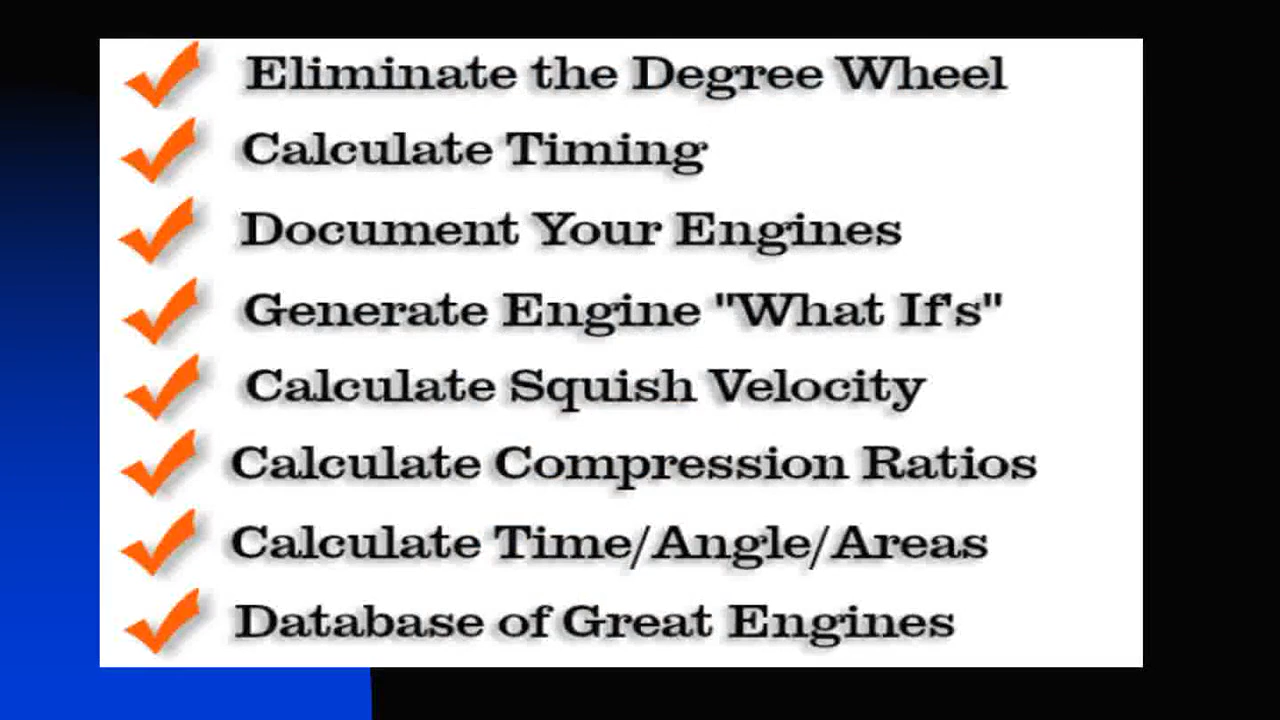 Eliminate the Degree Wheel
Calculate Timing
Document Your Engines
Generate Engine "What If's"
Calculate Squish Velocity
Calculate Compression Ratios
Calculate Time/Angle/Areas
Database of Great Engines